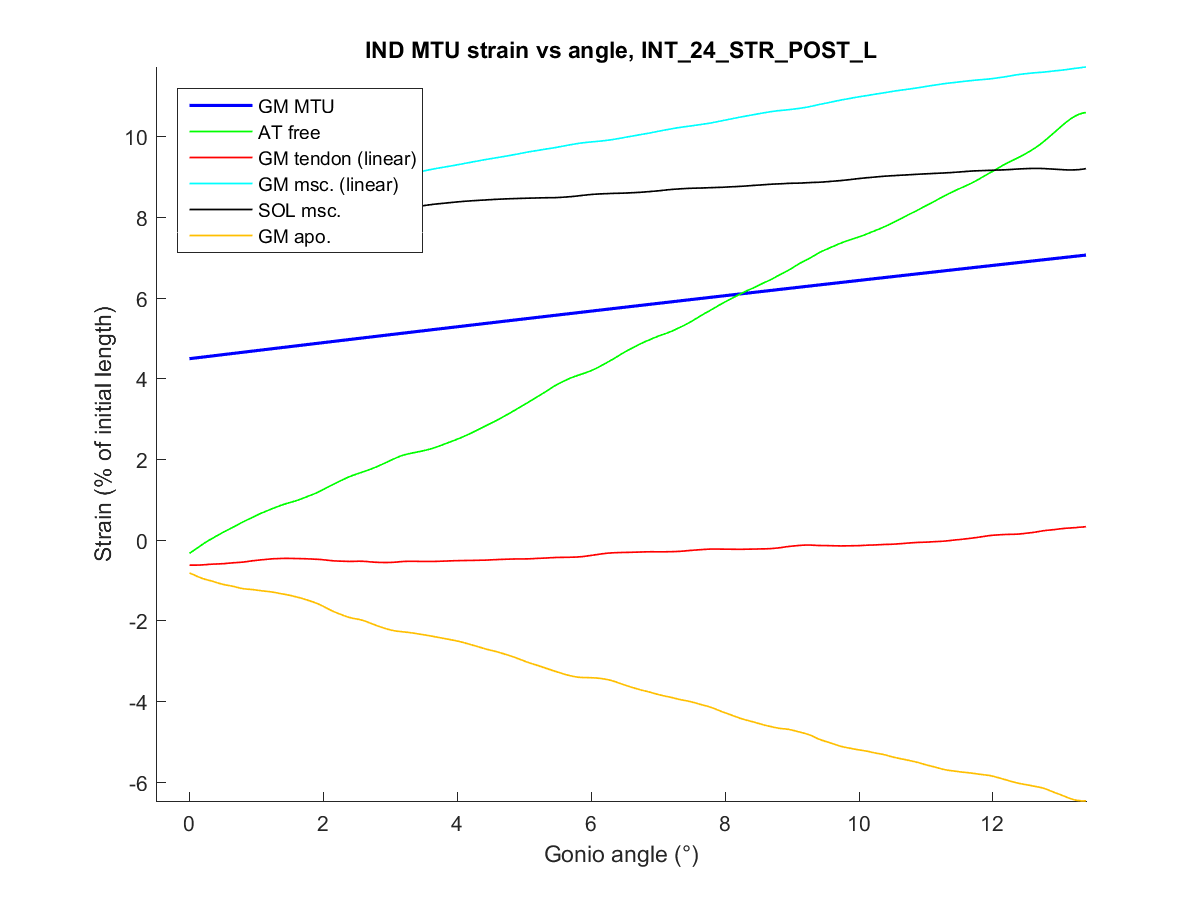 IND MTU strain vs angle, INT_24_STR_POST_L
GM MTU
AT free
GM tendon (linear)
GM msc. (linear)
SOL msc.
GM apo.
Strain (% of initial length)
10
8
6
4
2
0
-2
-4
-6
0 2 4 6 8 10 12
Gonio angle (°)